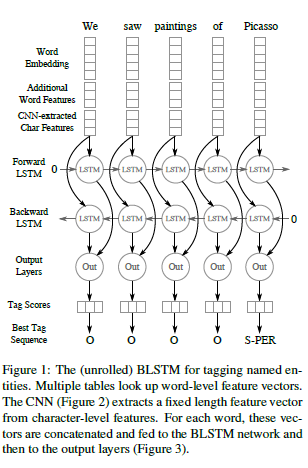 We saw paintings of Picasso
Word
Embedding
Additional
Word Features
CNN-extracted
Char Features
Forward
LSTM
0 LSTM LSTM LSTM LSTM LSTM
Backward
LSTM
LSTM LSTM LSTM LSTM LSTM 0
Output
Layers
Out Out Out Out Out
Tag Scores
Best Tag
Sequence
O O O O S-PER
Figure 1: The (unrolled) BLSTM for tagging named en-
tities. Multiple tables look up word-level feature vectors.
The CNN (Figure 2) extracts a fixed length feature vector
from character-level features. For each word, these vec-
tors are concatenated and fed to the BLSTM network and
then to the output layers (Figure 3).